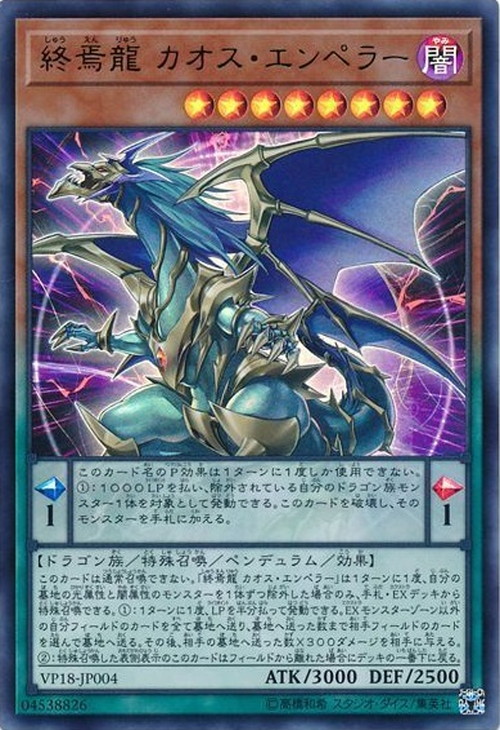 終焉龍 カオス・エンペラー 闇
このカード名のP効果は1ターンに1度しか使用できない。
①:1000LPを払い、除外されている自分のドラゴン族モン
スター1体を対象として発動できる。このカードを破壊し、そ
のモンスターを手札に加える。
1 1
【ドラゴン族/特殊召喚/ペンデュラム/効果】
このカードは通常召喚できない。「終焉龍 カオス・エンペラー」は1ターンに1度、自分の
墓地の光属性と闇属性のモンスターを1体ずつ除外した場合のみ、手札・EXデッキから
特殊召喚できる。①:1ターンに1度、LPを半分払って発動できる。EXモンスターゾーン以外
の自分フィールドのカードを全て墓地へ送り、墓地へ送った数まで相手フィールドのカード
を選んで墓地へ送る。その後、相手の墓地へ送った数×300ダメージを相手に与える。
②:特殊召喚した表側表示のこのカードはフィールドから離れた場合にデッキの一番下に戻る。
VP18-JP004 ATK/3000 DEF/2500
04538826 ©高橋和希 スタジオ・ダイス/集英社